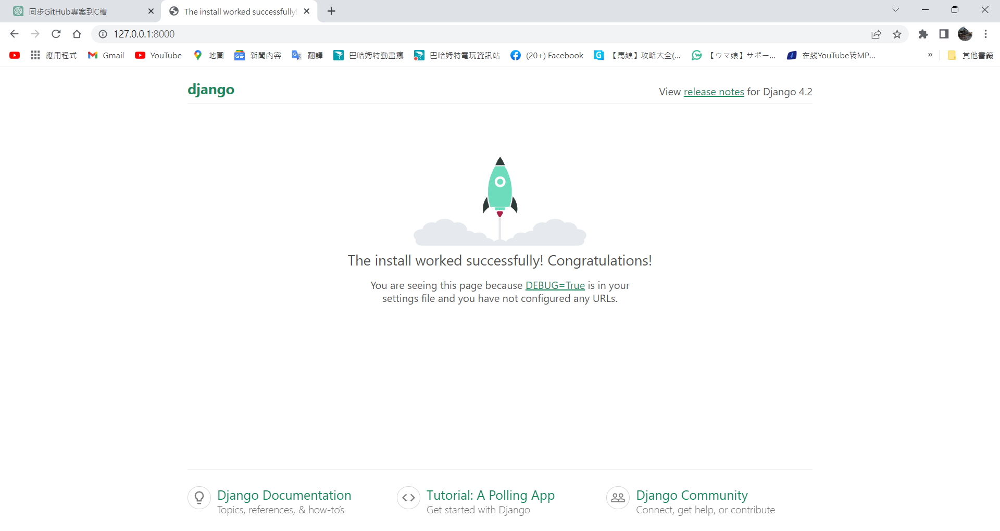 同步GitHub專案到C槽
The install worked successfully!
127.0.0.1:8000
應用程式
Gmail
YouTube
地圖
新聞內容
翻譯
巴哈姆特動畫瘋
巴哈姆特電玩資訊站
(20+) Facebook
【馬娘】攻略大全(...
【ウマ娘】サポー...
在线YouTube转MP...
»
其他書籤
django
View release notes for Django 4.2
The install worked successfully! Congratulations!
You are seeing this page because DEBUG=True is in your
settings file and you have not configured any URLs.
Django Documentation
Topics, references, & how-to's
Tutorial: A Polling App
Get started with Django
Django Community
Connect, get help, or contribute